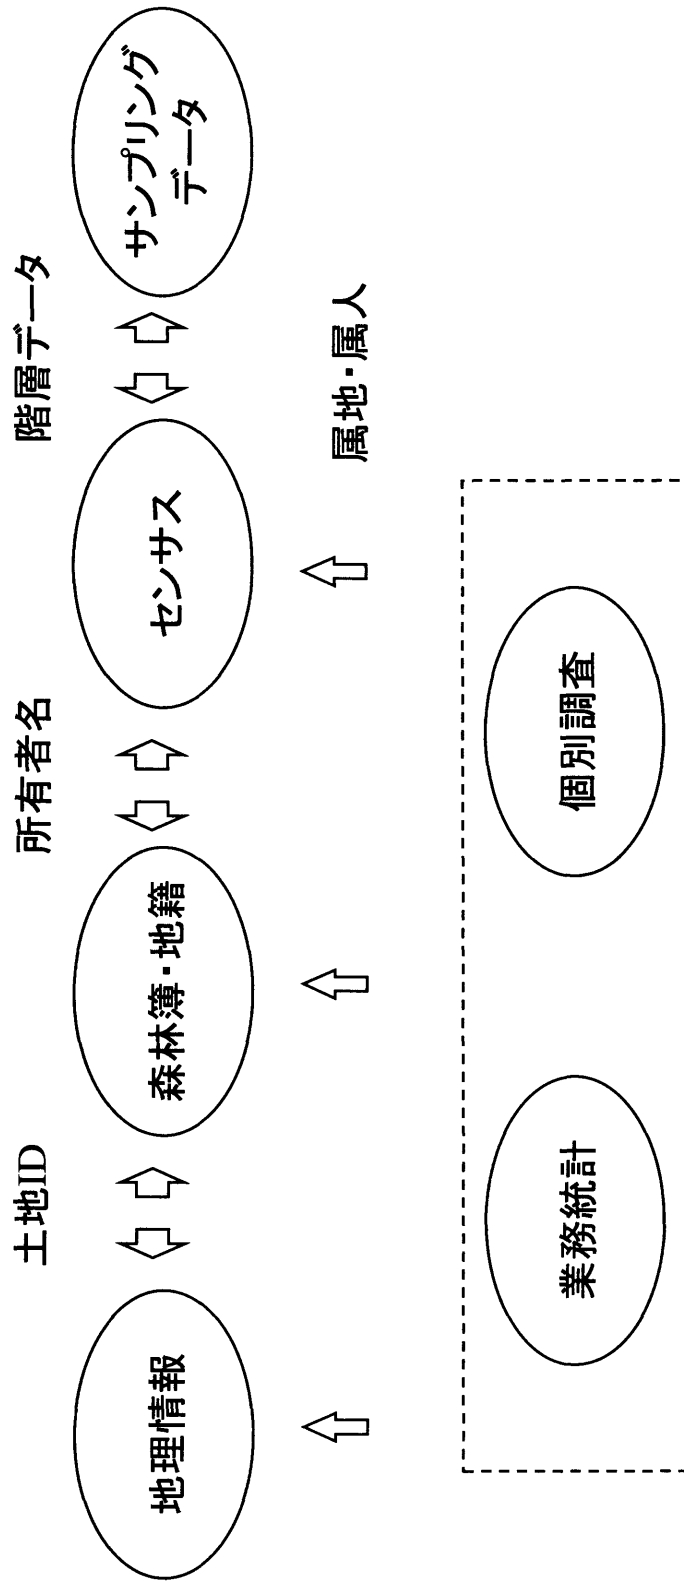 土地ID
所有者名
階層データ
地理情報
森林簿・地籍
センサス
サンプリング
データ
属地・属人
業務統計
個別調査